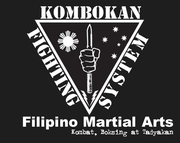 KOMBOKAN
FIGHTING
SYSTEM
Filipino Martial Arts
Kombat, Boksing at Tadyakan